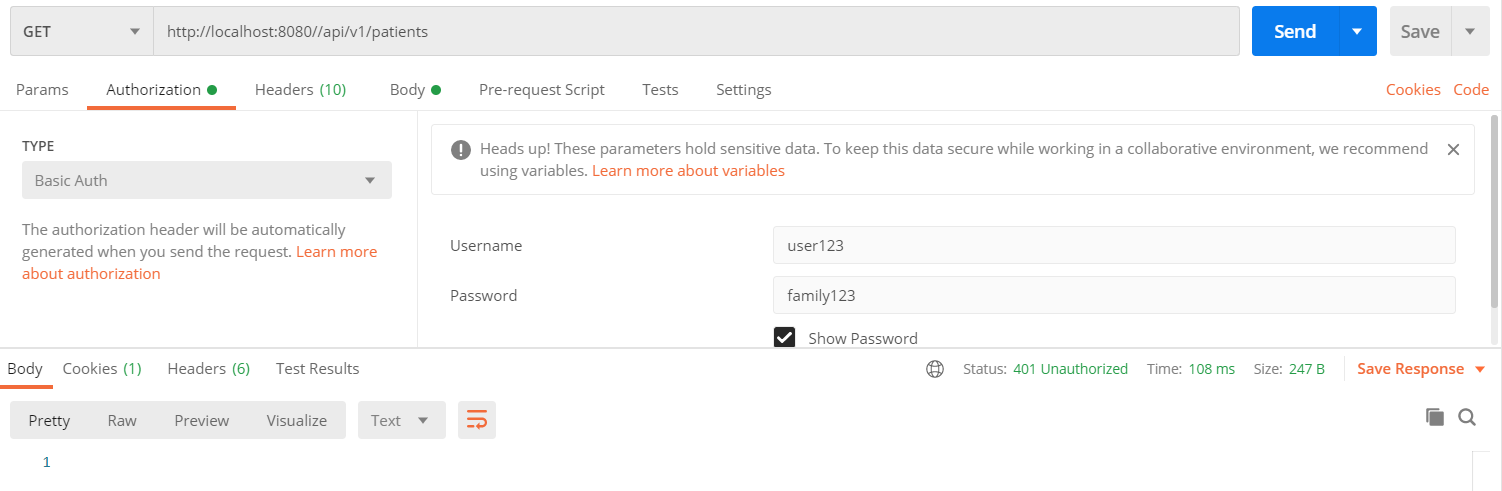 GET http://localhost:8080//api/v1/patients Send Save
Params Authorization Headers (10) Body Pre-request Script Tests Settings Cookies Code
TYPE
Basic Auth
The authorization header will be automatically
generated when you send the request. Learn more
about authorization
Heads up! These parameters hold sensitive data. To keep this data secure while working in a collaborative environment, we recommend
using variables. Learn more about variables
Username user123
Password family123
Show Password
Body Cookies (1) Headers (6) Test Results Status: 401 Unauthorized Time: 108 ms Size: 247 B Save Response
Pretty Raw Preview Visualize Text
1